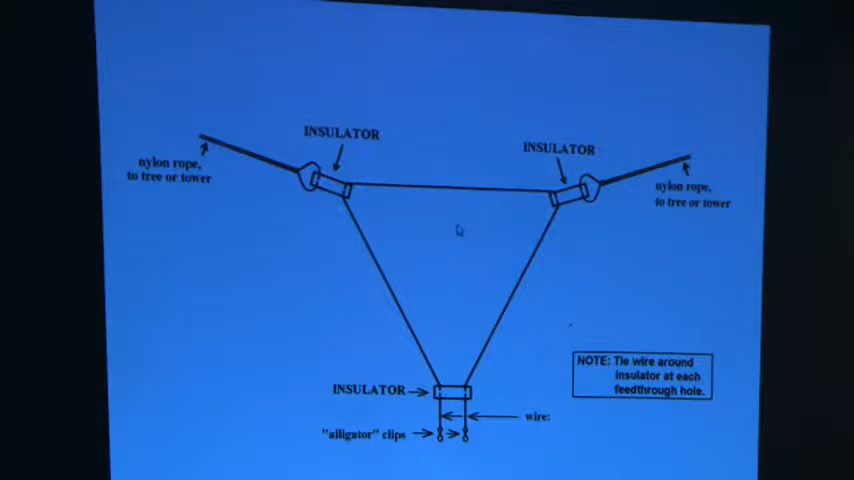 INSULATOR
INSULATOR
nylon rope,
to tree or tower
nylon rope,
to tree or tower
NOTE: Tie wire around
insulator at each
feedthrough hole.
INSULATOR
wire:
"alligator" clips